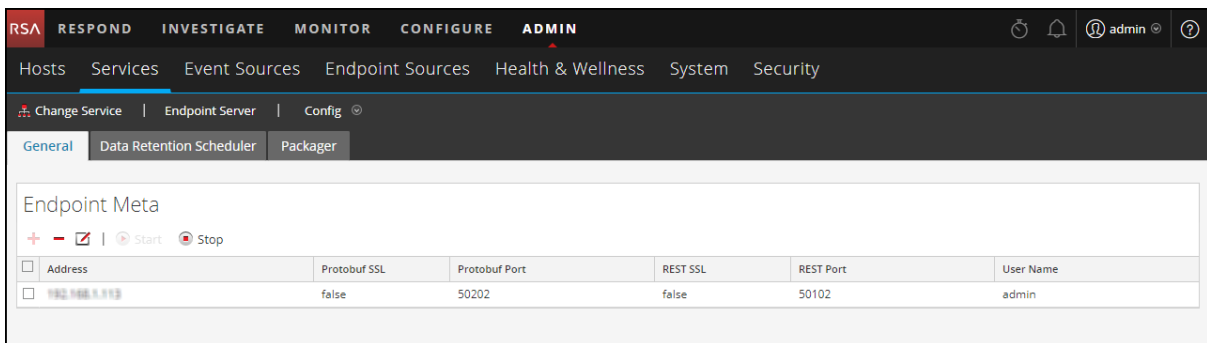 RSA RESPOND INVESTIGATE MONITOR CONFIGURE ADMIN admin ?
Hosts Services Event Sources Endpoint Sources Health & Wellness System Security
Change Service | Endpoint Server | Config
General Data Retention Scheduler Packager
Endpoint Meta
Start Stop
Address Protobuf SSL Protobuf Port REST SSL REST Port User Name
false 50202 false 50102 admin